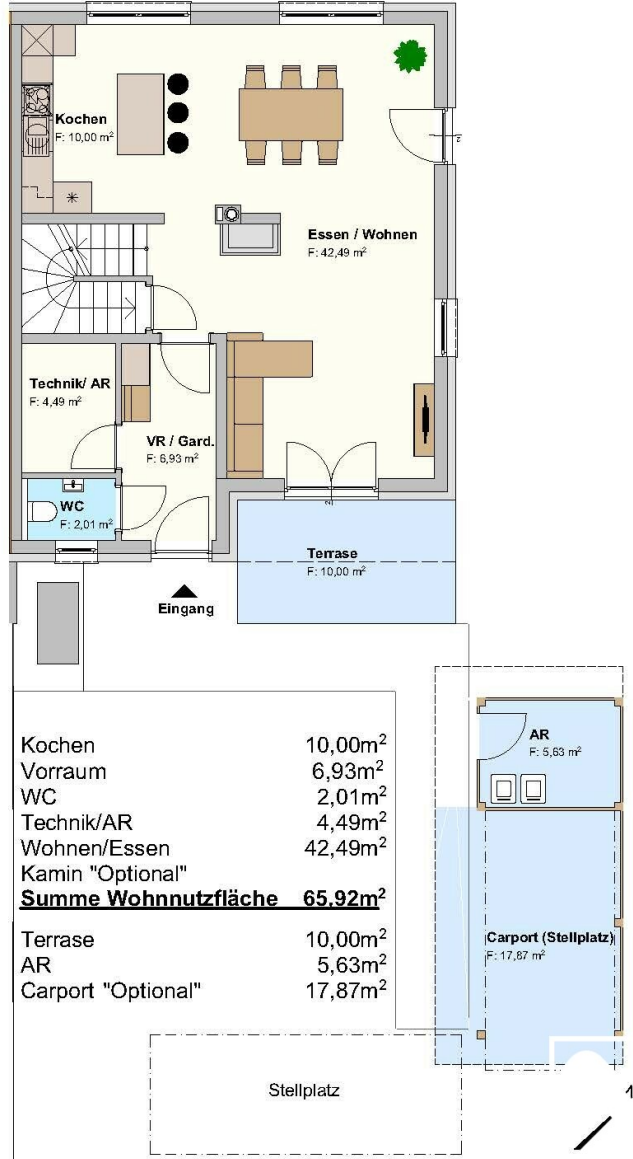 Kochen
F: 10,00 m²
Essen / Wohnen
F: 42,49 m²
Technik/ AR
F: 4,49 m²
VR / Gard.
F: 6,93 m²
WC
F: 2,01 m²
Terrase
F: 10,00 m²
Eingang
AR
F: 5,63 m²
Kochen 10,00m²
Vorraum 6,93m²
WC 2,01m²
Technik/AR 4,49m²
Wohnen/Essen 42,49m²
Kamin "Optional"
Summe Wohnnutzfläche 65,92m²
Terrase 10,00m²
AR 5,63m²
Carport "Optional" 17,87m²
Carport (Stellplatz)
F: 17,87 m²
Stellplatz
1